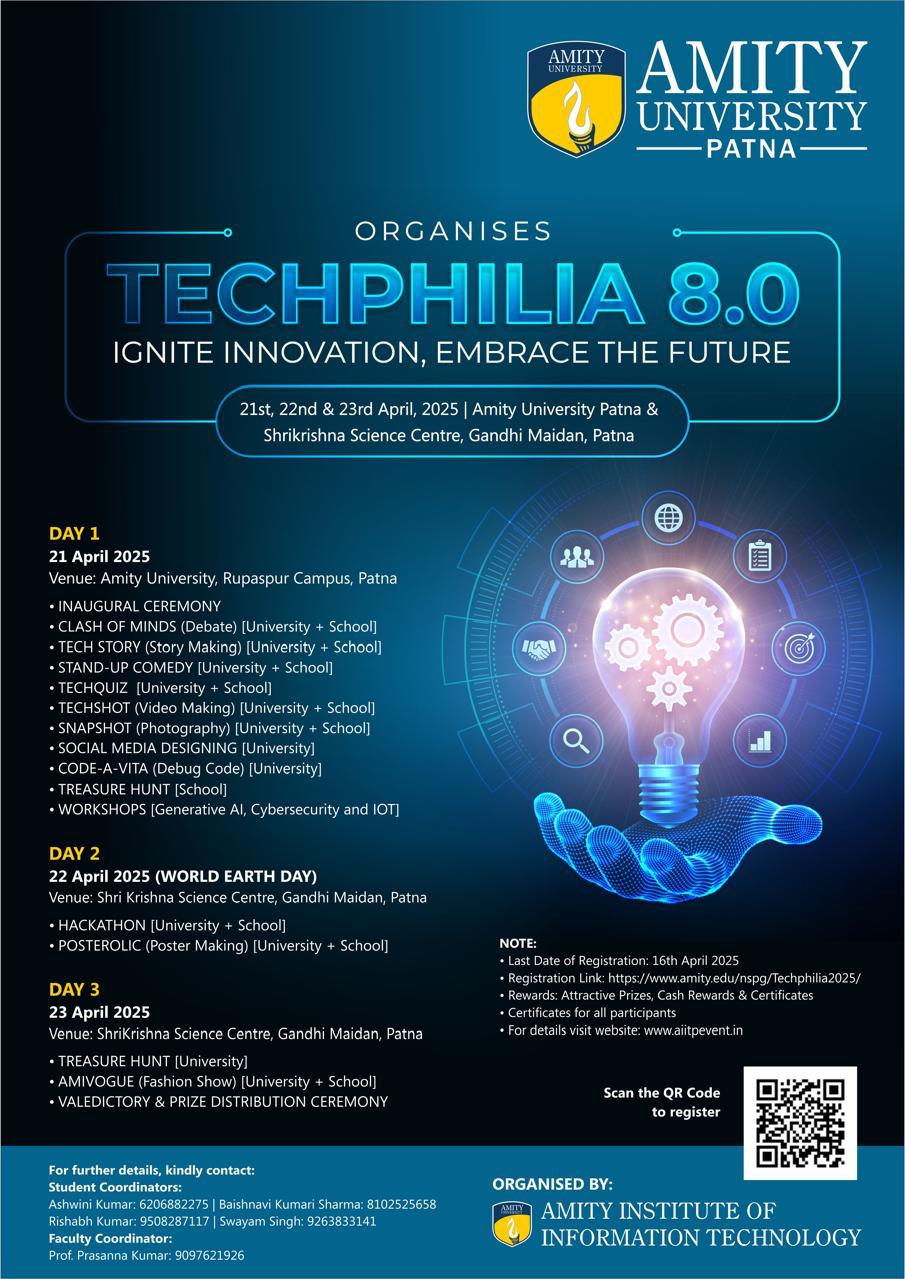 AMITY
UNIVERSITY
AMITY
UNIVERSITY
PATNA
ORGANISES
TECHPHILIA 8.0
IGNITE INNOVATION, EMBRACE THE FUTURE
21st, 22nd & 23rd April, 2025 | Amity University Patna &
Shrikrishna Science Centre, Gandhi Maidan, Patna
DAY 1
21 April 2025
Venue: Amity University, Rupaspur Campus, Patna
• INAUGURAL CEREMONY
• CLASH OF MINDS (Debate) [University + School]
• TECH STORY (Story Making) [University + School]
• STAND-UP COMEDY [University + School]
• TECHQUIZ [University + School]
• TECHSHOT (Video Making) [University + School]
• SNAPSHOT (Photography) [University + School]
• SOCIAL MEDIA DESIGNING [University]
• CODE-A-VITA (Debug Code) [University]
• TREASURE HUNT [School]
• WORKSHOPS [Generative AI, Cybersecurity and IOT]
DAY 2
22 April 2025 (WORLD EARTH DAY)
Venue: Shri Krishna Science Centre, Gandhi Maidan, Patna
• HACKATHON [University + School]
• POSTEROLIC (Poster Making) [University + School]
DAY 3
23 April 2025
Venue: ShriKrishna Science Centre, Gandhi Maidan, Patna
• TREASURE HUNT [University]
• AMIVOGUE (Fashion Show) [University + School]
• VALEDICTORY & PRIZE DISTRIBUTION CEREMONY
NOTE:
• Last Date of Registration: 16th April 2025
• Registration Link: https://www.amity.edu/nspg/Techphilia2025/
• Rewards: Attractive Prizes, Cash Rewards & Certificates
• Certificates for all participants
• For details visit website: www.aiitpevent.in
Scan the QR Code
to register
For further details, kindly contact:
Student Coordinators:
Ashwini Kumar: 6206882275 | Baishnavi Kumari Sharma: 8102525658
Rishabh Kumar: 9508287117 | Swayam Singh: 9263833141
Faculty Coordinator:
Prof. Prasanna Kumar: 9097621926
ORGANISED BY:
AMITY
UNIVERSITY
AMITY INSTITUTE OF
INFORMATION TECHNOLOGY